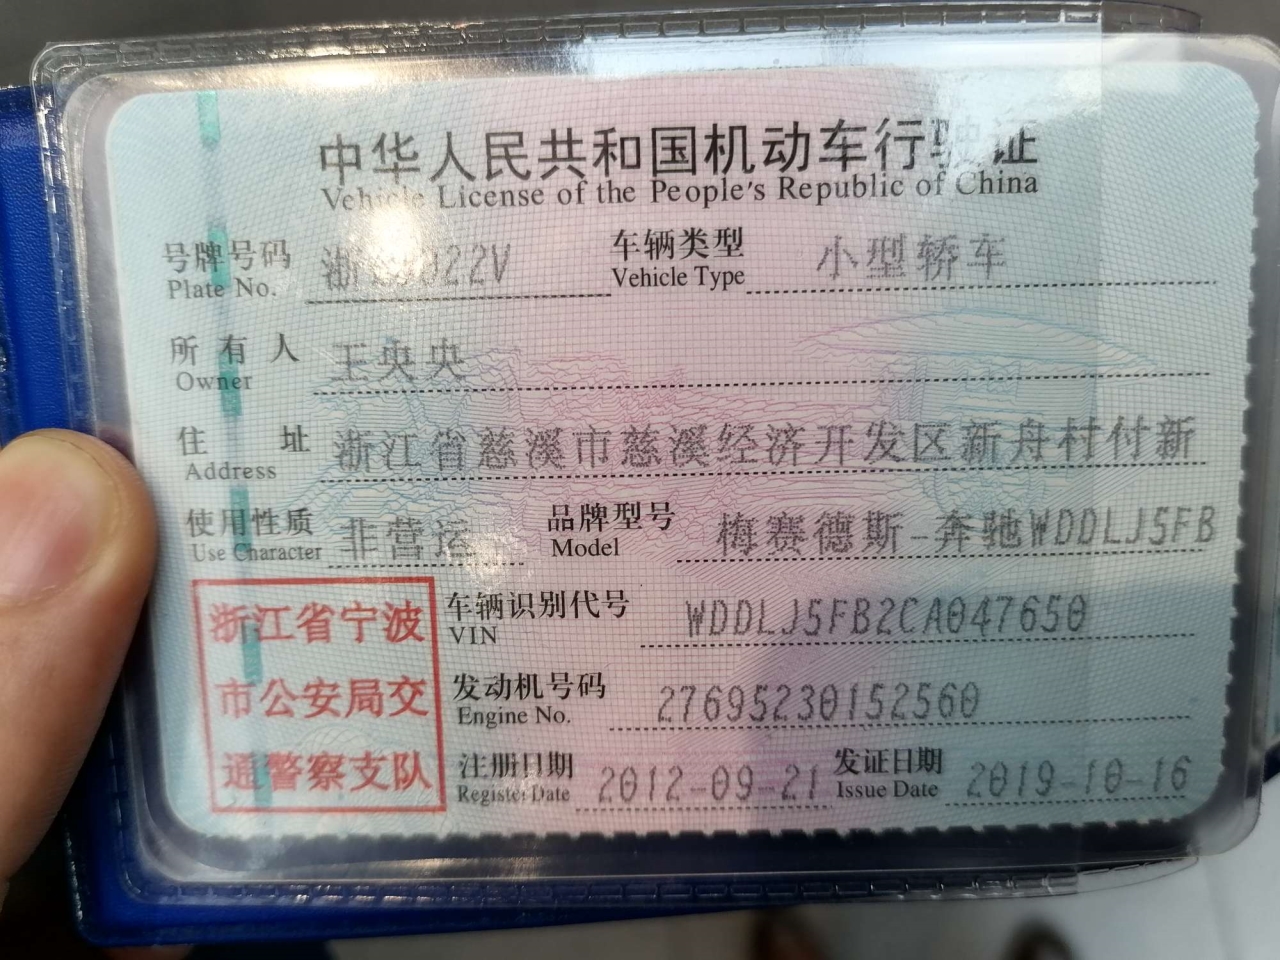 中华人民共和国机动车行驶证
Vehicle License of the People's Republic of China
号牌号码 浙 022V 车辆类型 小型轿车
Plate No. Vehicle Type
所有人 王央央
Owner
住址 浙江省慈溪市慈溪经济开发区新舟村付新
Address
使用性质 非营运 品牌型号 梅赛德斯-奔驰WDDLJ5FB
Use Character Model
浙江省宁波
市公安局交
通警察支队
车辆识别代号 WDDLJ5FB2CA047650
VIN
发动机号码 27695230152560
Engine No.
注册日期 2012-09-21 发证日期 2019-10-16
Register Date Issue Date